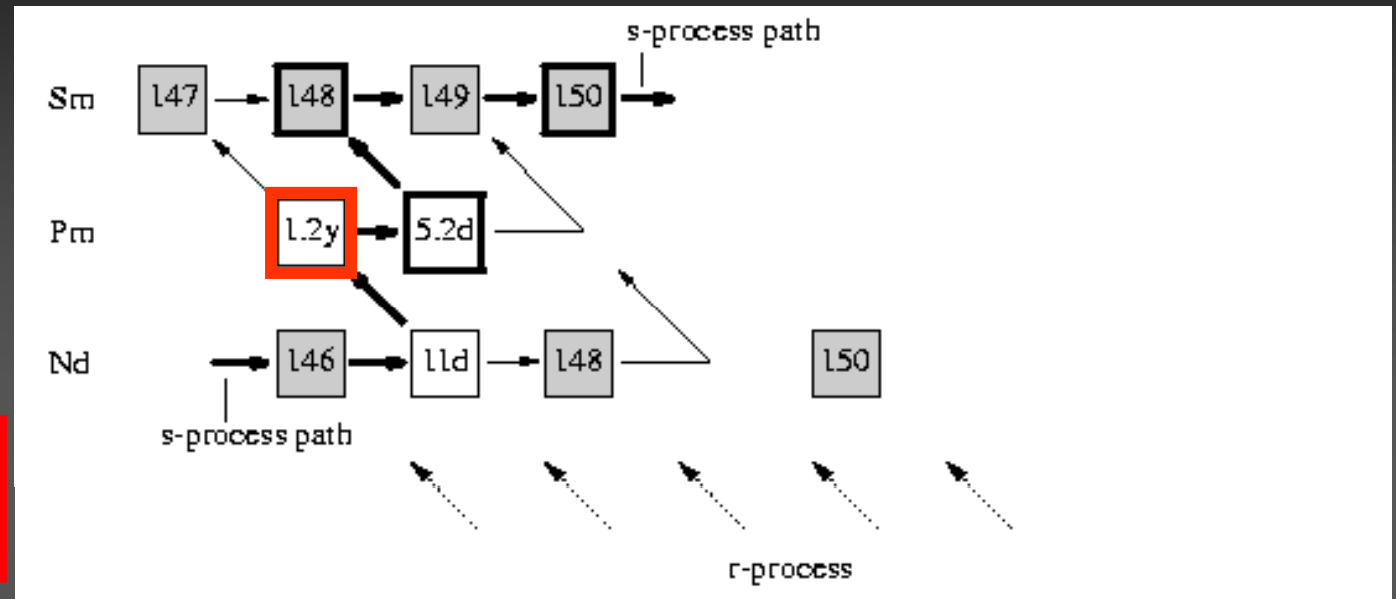 s-process path
Sm 147 148 149 150
Pm 1.2y 5.2d
Nd 146 11d 148 150
s-process path
r-process